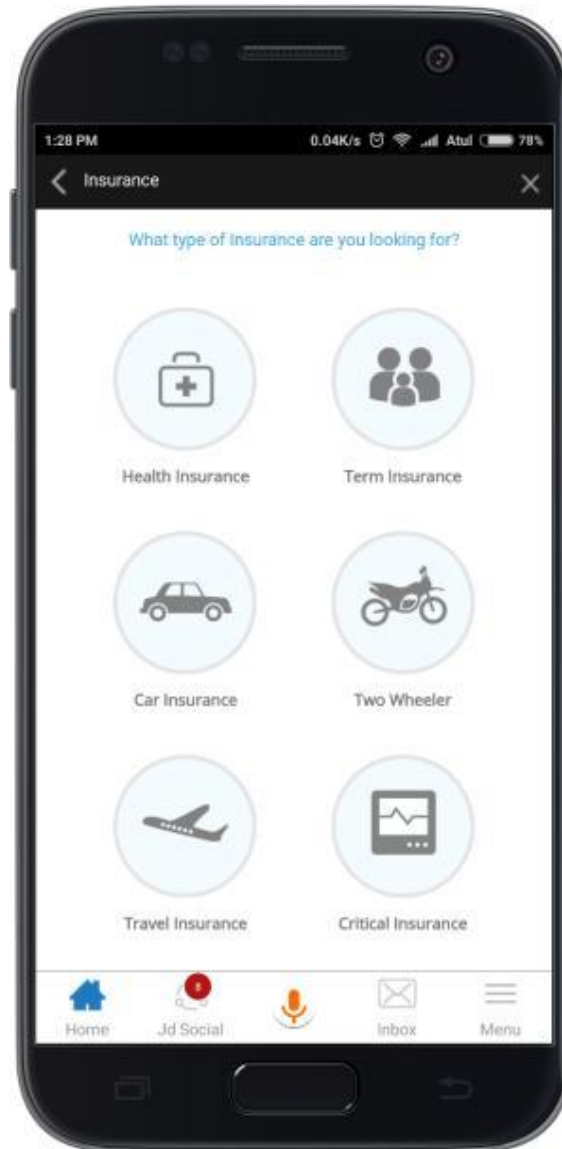 1:28 PM 0.04K/s Atul 78%
Insurance
What type of Insurance are you looking for?
Health Insurance Term Insurance
Car Insurance Two Wheeler
Travel Insurance Critical Insurance
8
Home Jd Social Inbox Menu